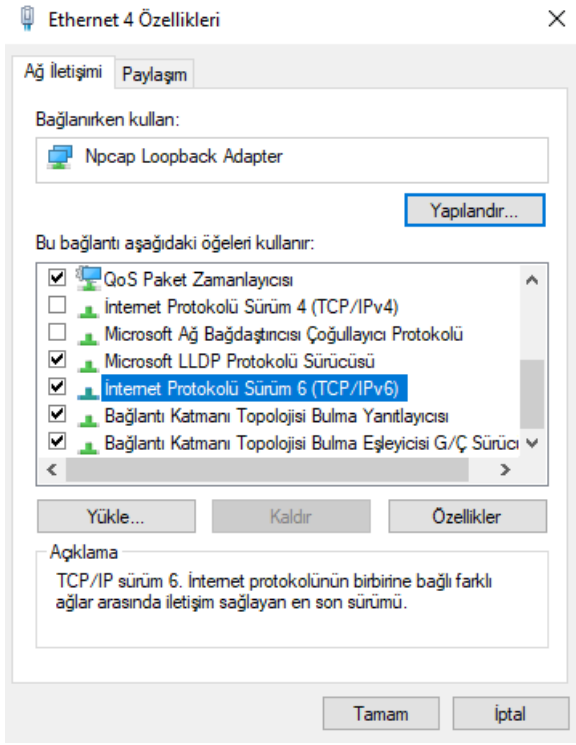 Ethernet 4 Özellikleri
Ağ İletişimi Paylaşım
Bağlanırken kullan:
Npcap Loopback Adapter
Yapılandır...
Bu bağlantı aşağıdaki öğeleri kullanır:
QoS Paket Zamanlayıcısı
İnternet Protokolü Sürüm 4 (TCP/IPv4)
Microsoft Ağ Bağdaştırıcısı Çoğullayıcı Protokolü
Microsoft LLDP Protokolü Sürücüsü
İnternet Protokolü Sürüm 6 (TCP/IPv6)
Bağlantı Katmanı Topolojisi Bulma Yanıtlayıcısı
Bağlantı Katmanı Topolojisi Bulma Eşleyicisi G/Ç Sürücü
Yükle... Kaldır Özellikler
Açıklama
TCP/IP sürüm 6. İnternet protokolünün birbirine bağlı farklı
ağlar arasında iletişim sağlayan en son sürümü.
Tamam İptal